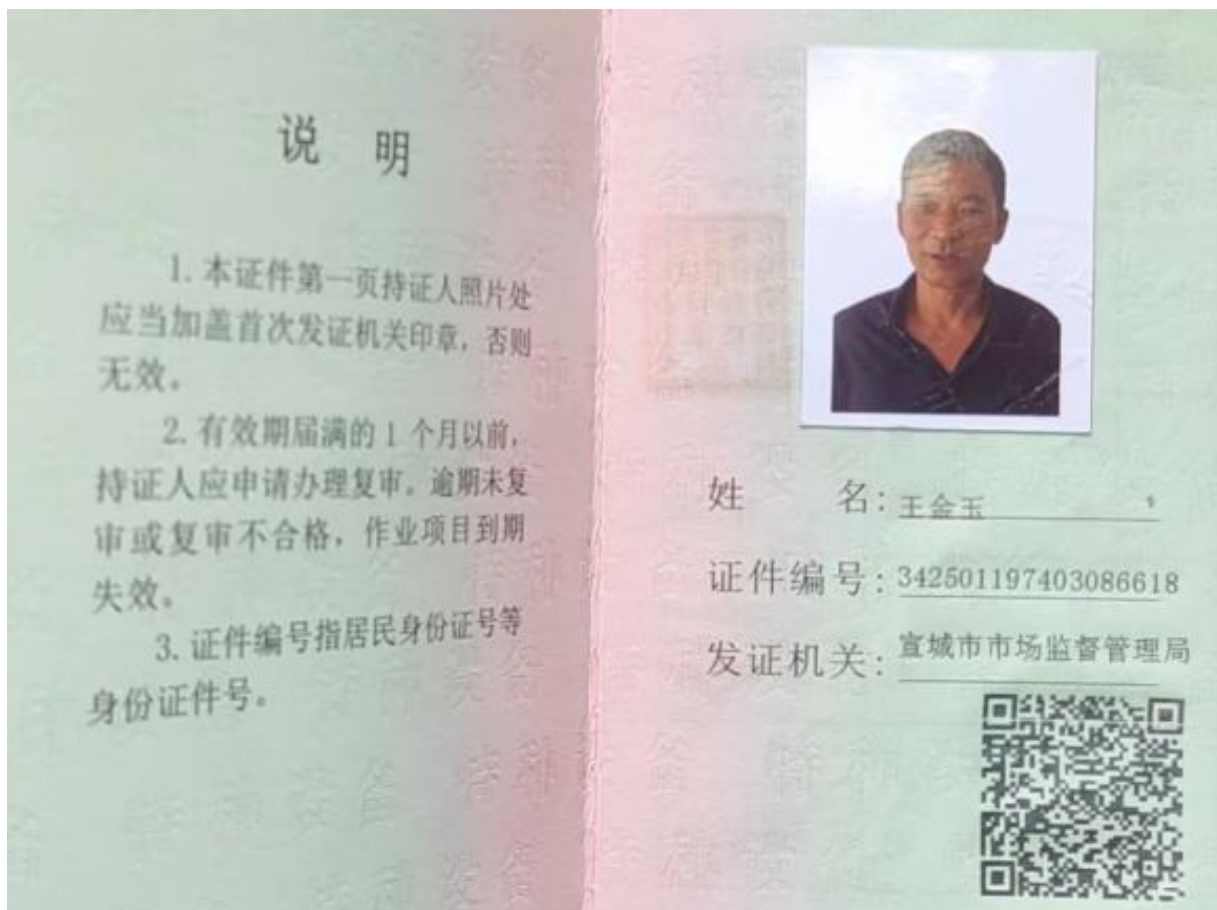 说 明
1. 本证件第一页持证人照片处
应当加盖首次发证机关印章，否则
无效。
2. 有效期届满的 1 个月以前，
持证人应申请办理复审。逾期未复
审或复审不合格，作业项目到期
失效。
3. 证件编号指居民身份证号等
身份证件号。
姓 名：王金玉
证件编号：342501197403086618
发证机关：宣城市市场监督管理局